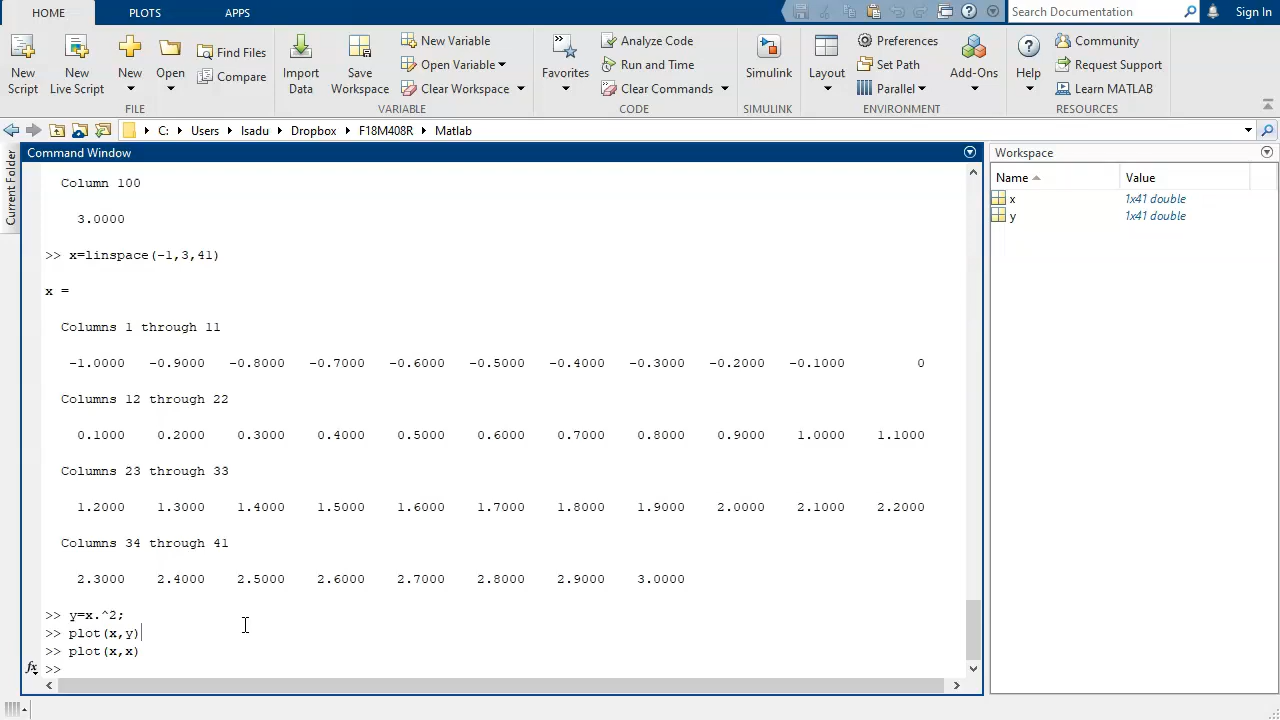 HOME PLOTS APPS Search Documentation Sign In
New Script
New Live Script
New
Open
Find Files
Compare
FILE
Import Data
Save Workspace
New Variable
Open Variable
Clear Workspace
VARIABLE
Favorites
Analyze Code
Run and Time
Clear Commands
CODE
Simulink
SIMULINK
Layout
Preferences
Set Path
Parallel
Add-Ons
ENVIRONMENT
Help
Community
Request Support
Learn MATLAB
RESOURCES
C: Users Isadu Dropbox F18M408R Matlab
Current Folder
Command Window
Column 100
3.0000
>> x=linspace(-1,3,41)
x =
Columns 1 through 11
-1.0000 -0.9000 -0.8000 -0.7000 -0.6000 -0.5000 -0.4000 -0.3000 -0.2000 -0.1000 0
Columns 12 through 22
0.1000 0.2000 0.3000 0.4000 0.5000 0.6000 0.7000 0.8000 0.9000 1.0000 1.1000
Columns 23 through 33
1.2000 1.3000 1.4000 1.5000 1.6000 1.7000 1.8000 1.9000 2.0000 2.1000 2.2000
Columns 34 through 41
2.3000 2.4000 2.5000 2.6000 2.7000 2.8000 2.9000 3.0000
>> y=x.^2;
>> plot(x,y)
>> plot(x,x)
fx >>
Workspace
Name Value
x 1x41 double
y 1x41 double